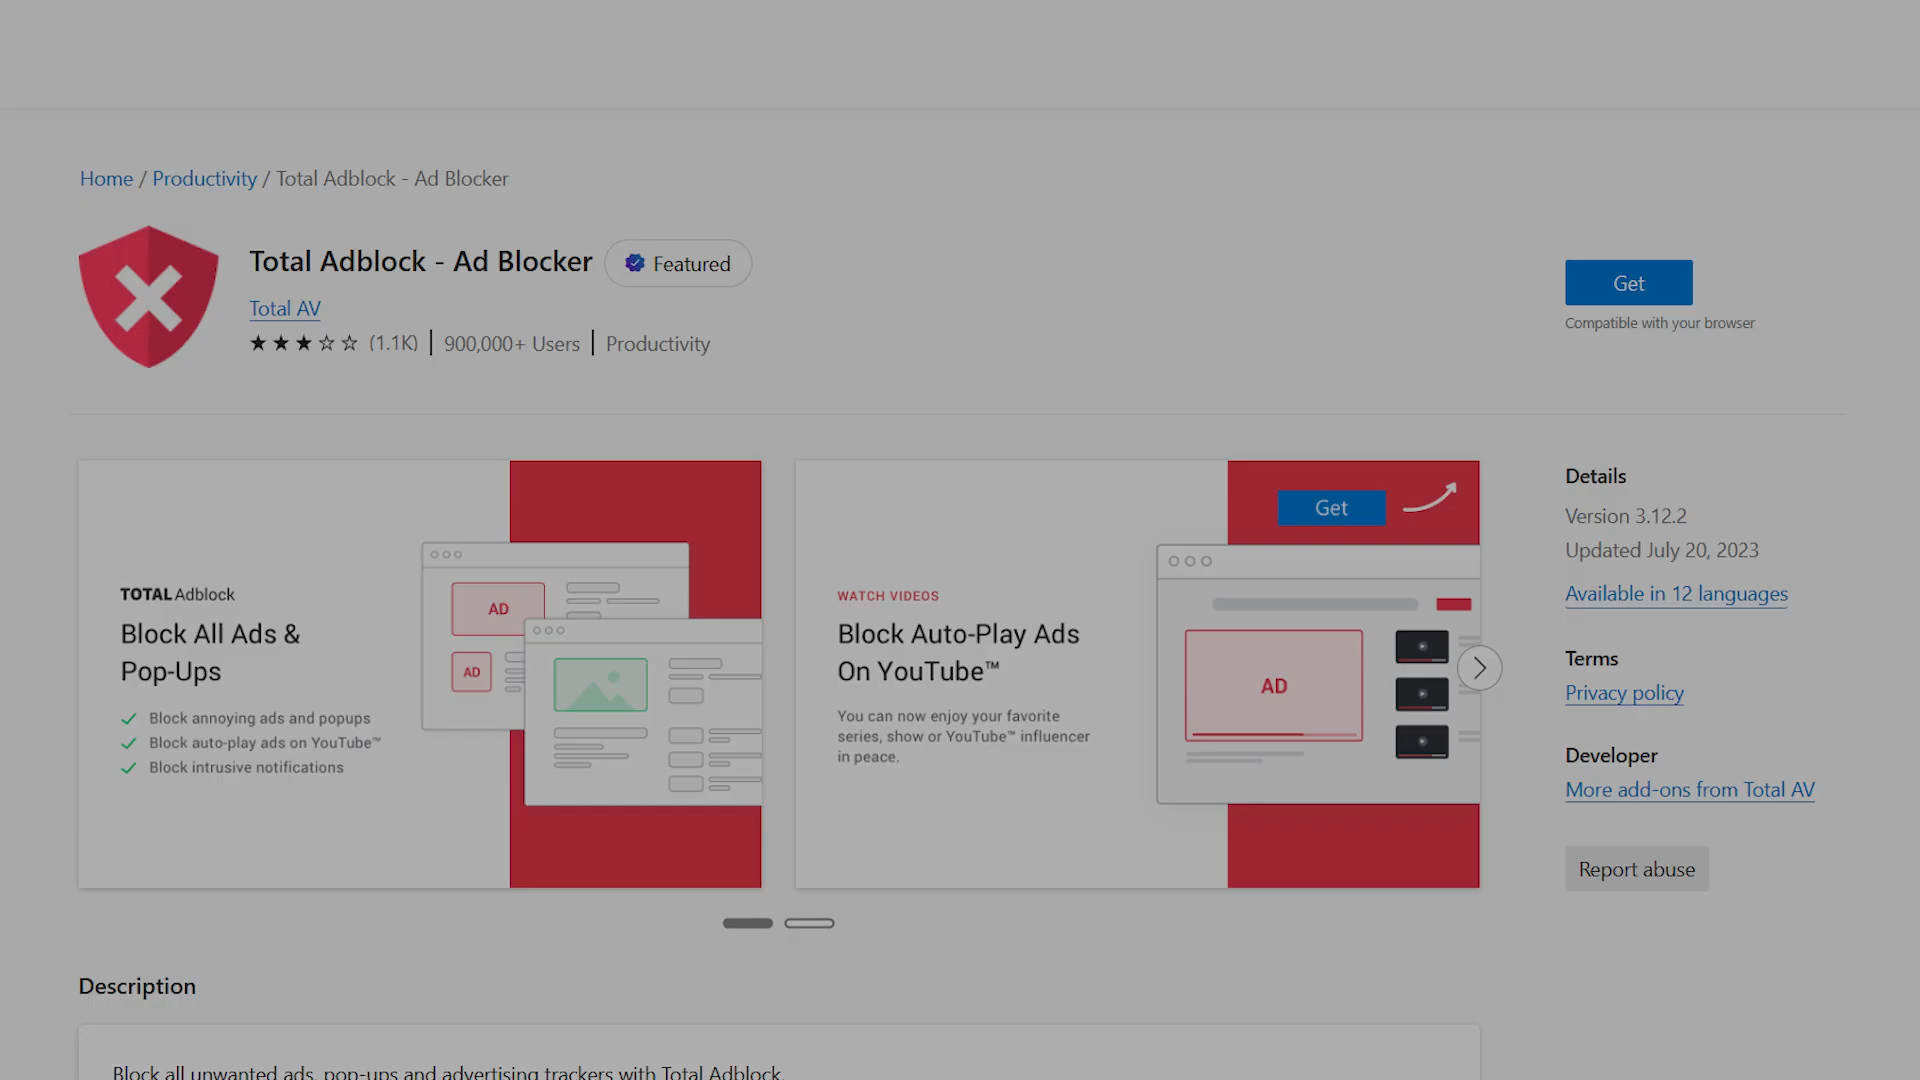 Home / Productivity / Total Adblock - Ad Blocker
Total Adblock - Ad Blocker
Featured
Total AV
(1.1K)
900,000+ Users
Productivity
Get
Compatible with your browser
TOTAL Adblock
Block All Ads &
Pop-Ups
Block annoying ads and popups
Block auto-play ads on YouTube™
Block intrusive notifications
AD
AD
WATCH VIDEOS
Block Auto-Play Ads
On YouTube™
You can now enjoy your favorite
series, show or YouTube™ influencer
in peace.
Get
AD
Details
Version 3.12.2
Updated July 20, 2023
Available in 12 languages
Terms
Privacy policy
Developer
More add-ons from Total AV
Report abuse
Description
Block all unwanted ads, pop-ups and advertising trackers with Total Adblock.